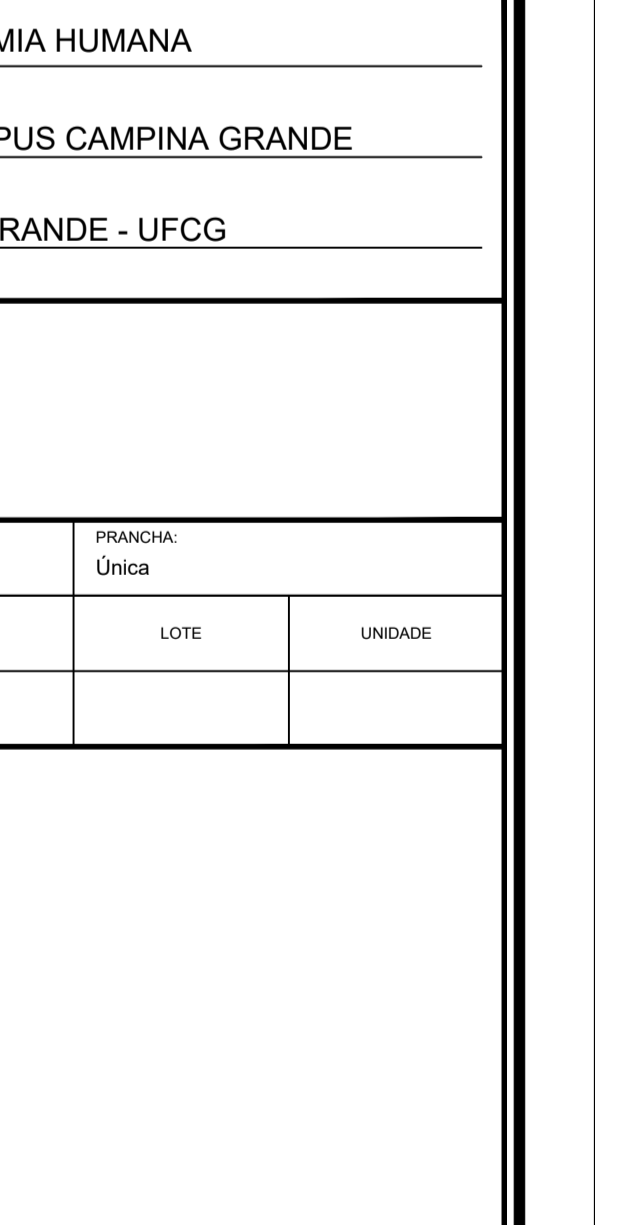 MIA HUMANA
PUS CAMPINA GRANDE
RANDE - UFCG
PRANCHA:
Única
LOTE UNIDADE